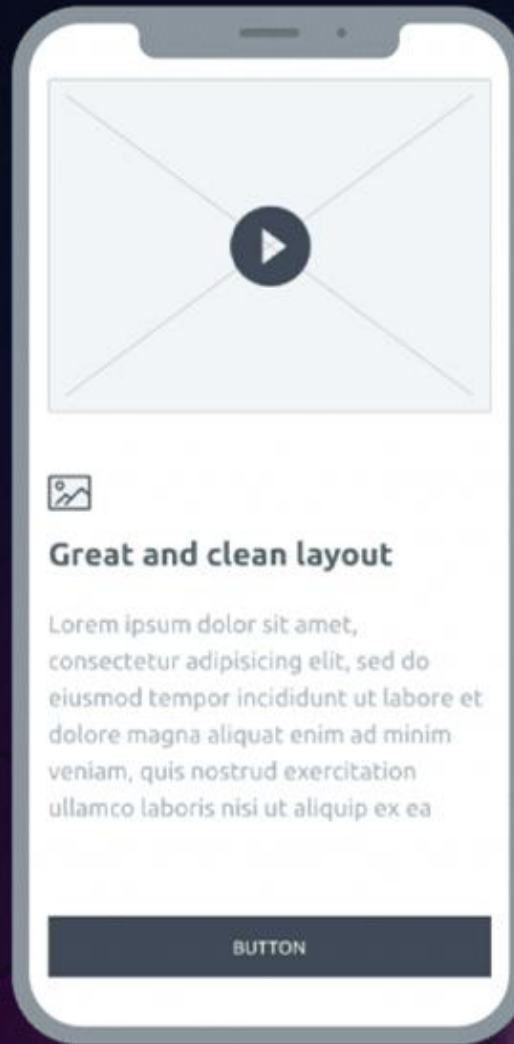 Great and clean layout
Lorem ipsum dolor sit amet,
consectetur adipisicing elit, sed do
eiusmod tempor incididunt ut labore et
dolore magna aliquat enim ad minim
veniam, quis nostrud exercitation
ullamco laboris nisi ut aliquip ex ea
BUTTON